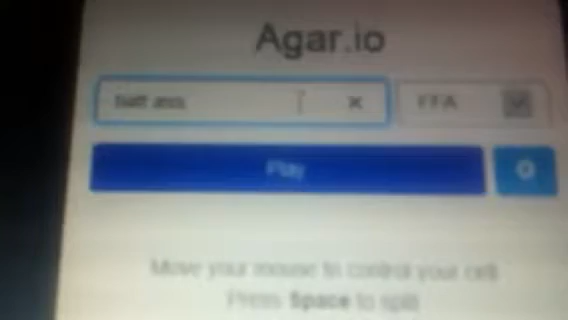 Agar.io
FFA
Play
Move your mouse to control your cell
Press Space to split